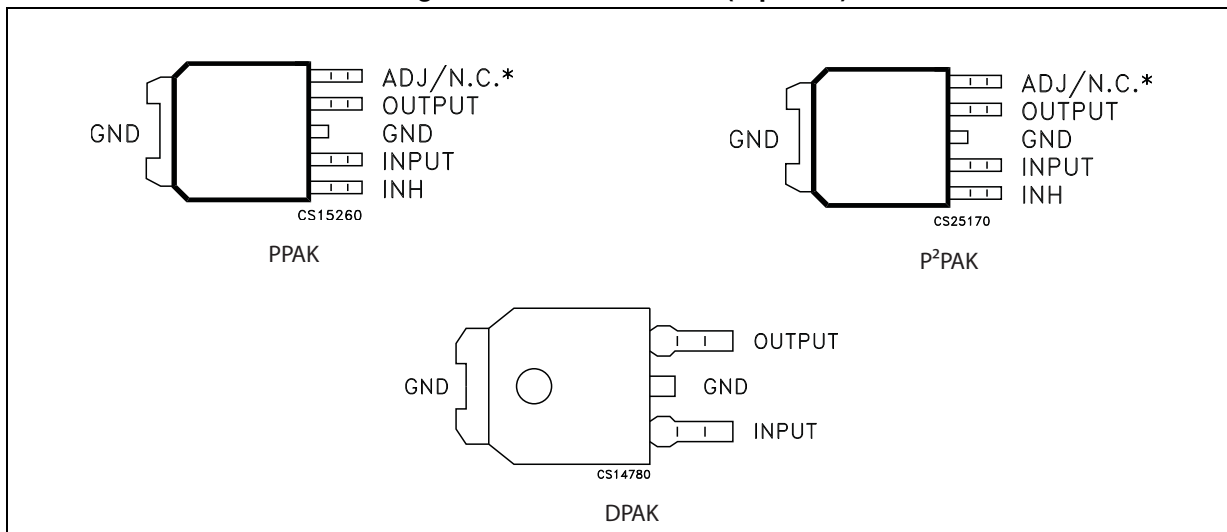 ADJ/N.C.*
OUTPUT
GND
GND
INPUT
INH
CS15260
PPAK
ADJ/N.C.*
OUTPUT
GND
GND
INPUT
INH
CS25170
P²PAK
OUTPUT
GND
GND
INPUT
CS14780
DPAK